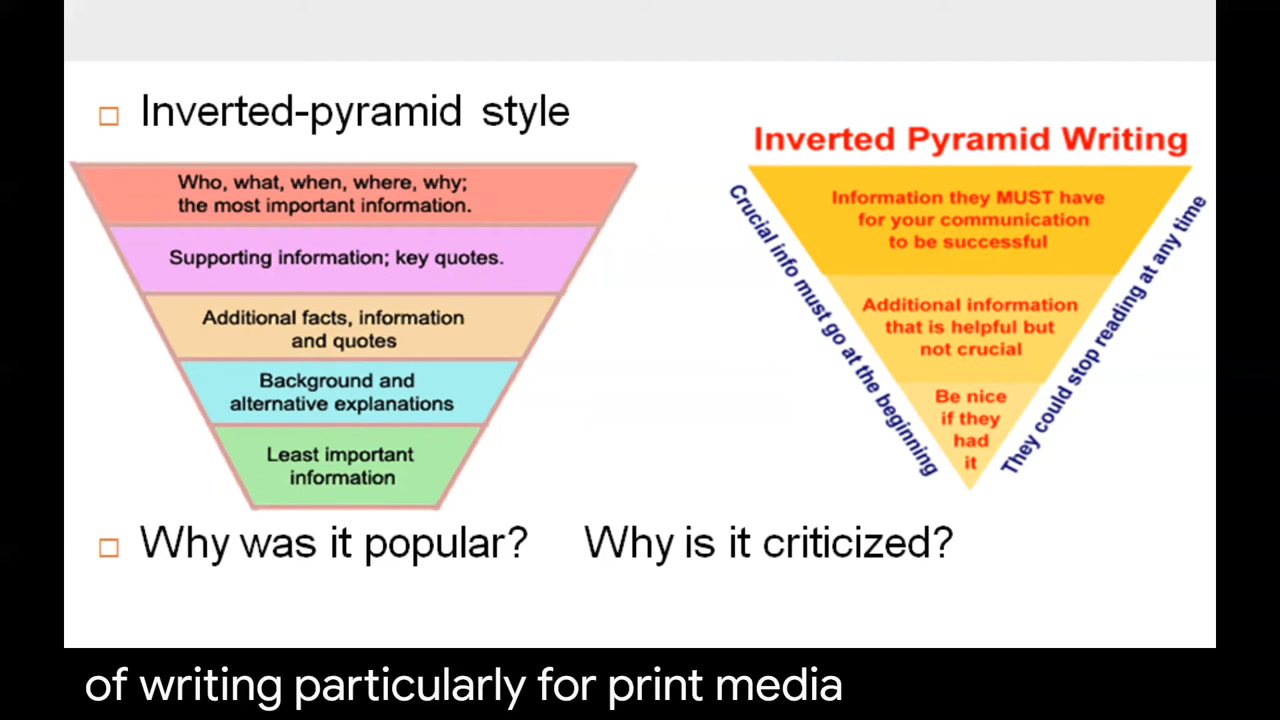 Inverted-pyramid style
Who, what, when, where, why;
the most important information.
Supporting information; key quotes.
Additional facts, information
and quotes
Background and
alternative explanations
Least important
information
Inverted Pyramid Writing
Information they MUST have
for your communication
to be successful
Additional information
that is helpful but
not crucial
Be nice
if they
had
it
Crucial info must go at the beginning
They could stop reading at any time
Why was it popular? Why is it criticized?
of writing particularly for print media